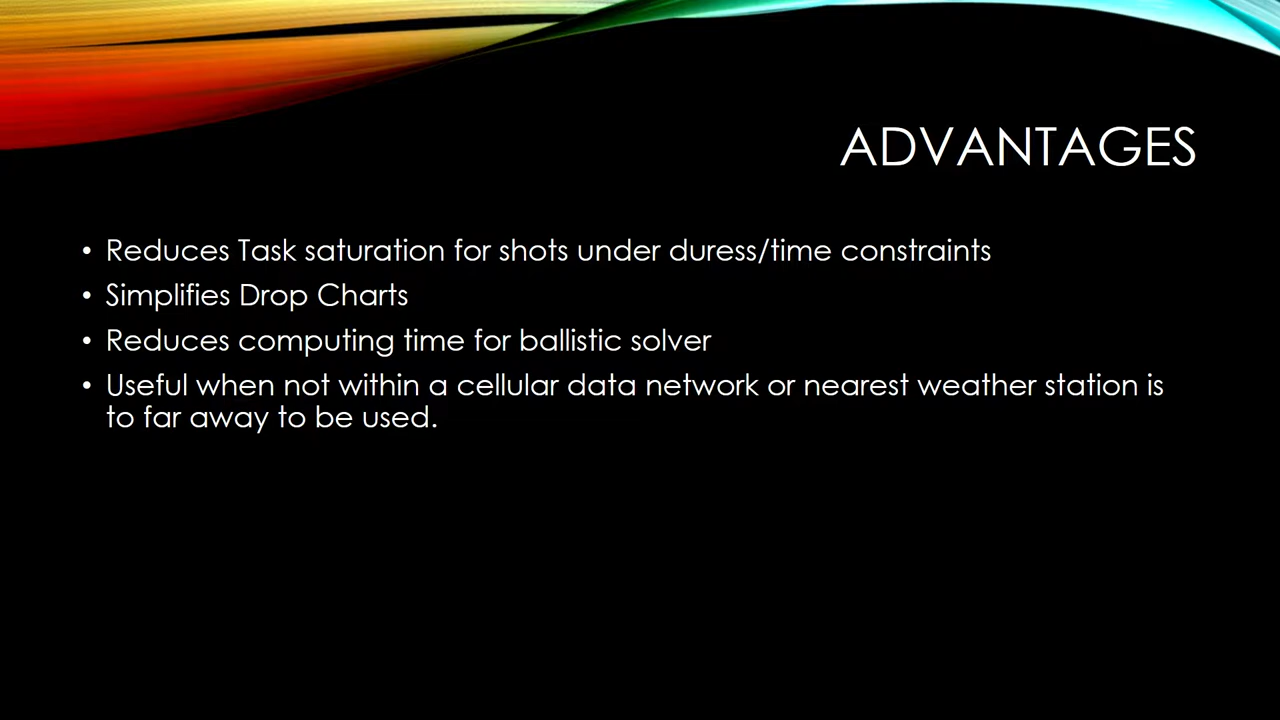 ADVANTAGES
• Reduces Task saturation for shots under duress/time constraints
• Simplifies Drop Charts
• Reduces computing time for ballistic solver
• Useful when not within a cellular data network or nearest weather station is
to far away to be used.